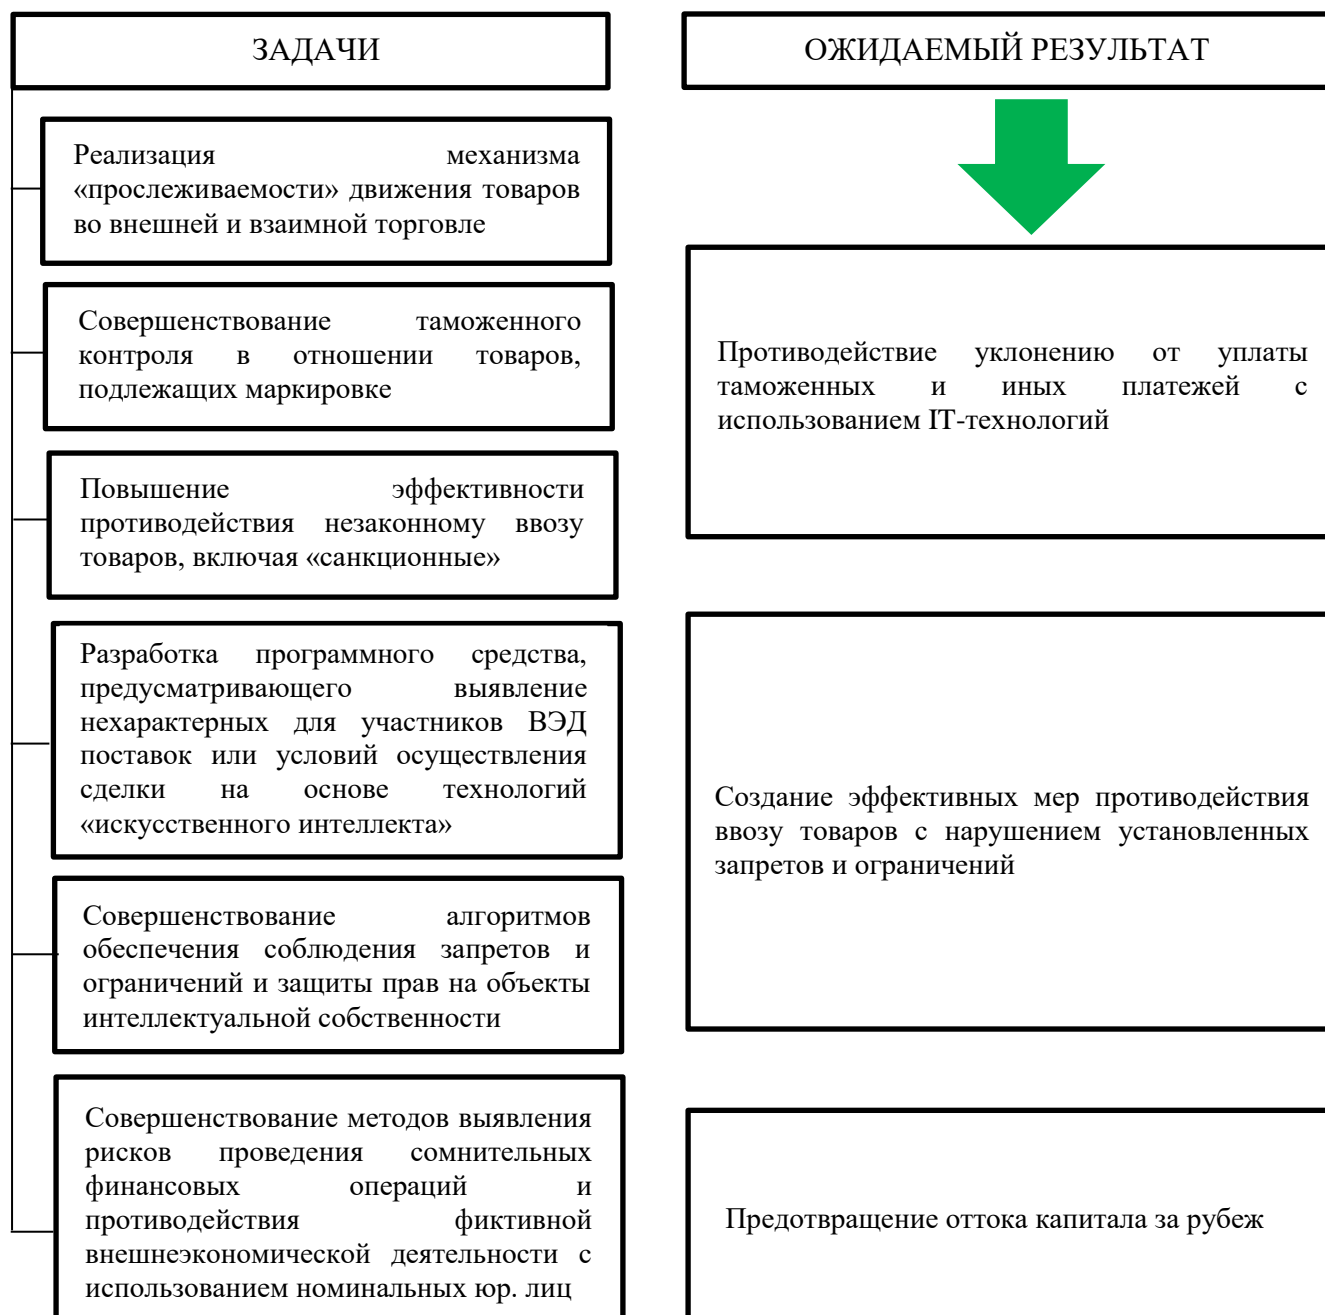 ЗАДАЧИ
Реализация механизма
«прослеживаемости» движения товаров
во внешней и взаимной торговле
Совершенствование таможенного
контроля в отношении товаров,
подлежащих маркировке
Повышение эффективности
противодействия незаконному ввозу
товаров, включая «санкционные»
Разработка программного средства,
предусматривающего выявление
нехарактерных для участников ВЭД
поставок или условий осуществления
сделки на основе технологий
«искусственного интеллекта»
Совершенствование алгоритмов
обеспечения соблюдения запретов и
ограничений и защиты прав на объекты
интеллектуальной собственности
Совершенствование методов выявления
рисков проведения сомнительных
финансовых операций и
противодействия фиктивной
внешнеэкономической деятельности с
использованием номинальных юр. лиц
ОЖИДАЕМЫЙ РЕЗУЛЬТАТ
Противодействие уклонению от уплаты
таможенных и иных платежей с
использованием IT-технологий
Создание эффективных мер противодействия
ввозу товаров с нарушением установленных
запретов и ограничений
Предотвращение оттока капитала за рубеж